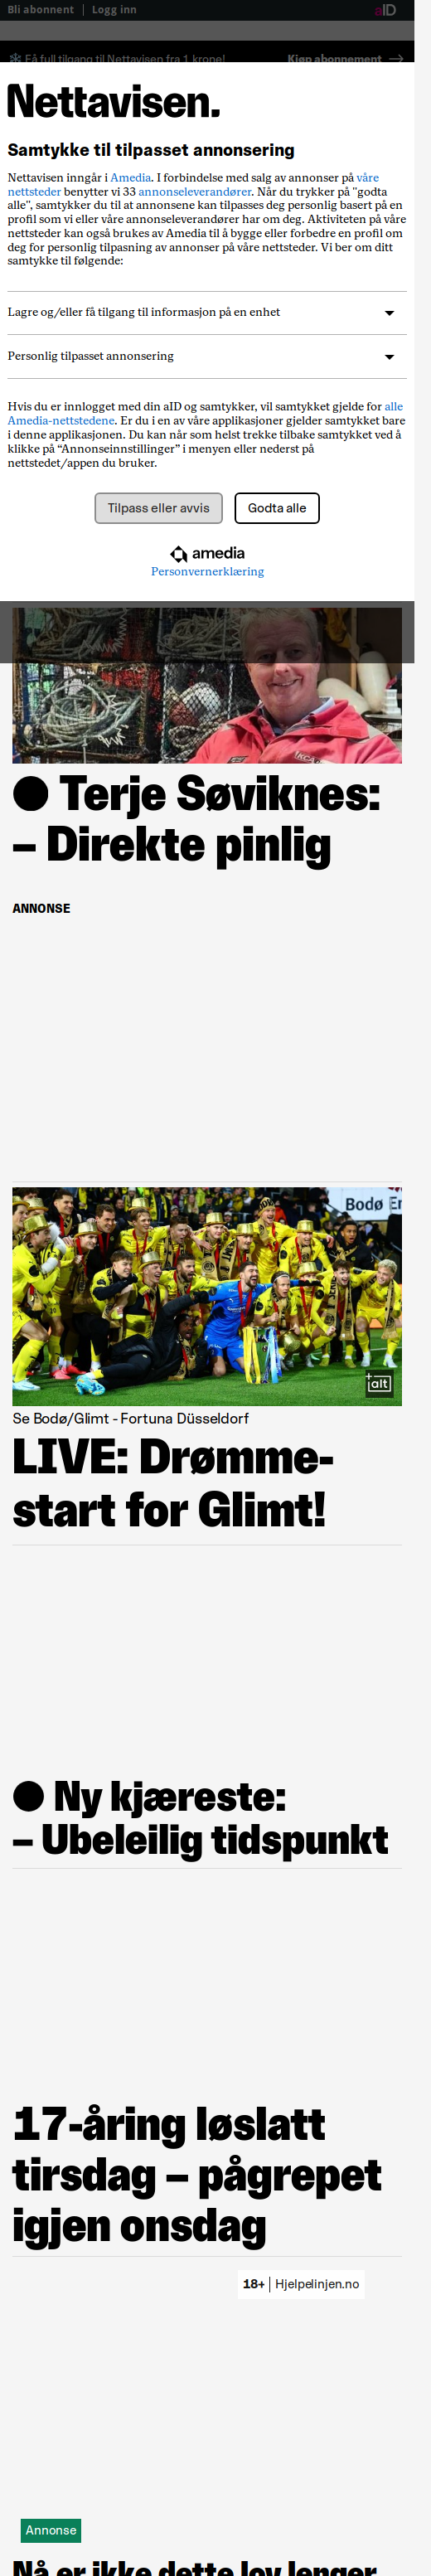 Bli abonnent | Logg inn
aID
Få full tilgang til Nettavisen fra 1 krone!
Kjøp abonnement
Nettavisen.
Samtykke til tilpasset annonsering
Nettavisen inngår i Amedia. I forbindelse med salg av annonser på våre
nettsteder benytter vi 33 annonseleverandører. Når du trykker på "godta
alle", samtykker du til at annonsene kan tilpasses deg personlig basert på en
profil som vi eller våre annonseleverandører har om deg. Aktiviteten på våre
nettsteder kan også brukes av Amedia til å bygge eller forbedre en profil om
deg for personlig tilpasning av annonser på våre nettsteder. Vi ber om ditt
samtykke til følgende:
Lagre og/eller få tilgang til informasjon på en enhet
Personlig tilpasset annonsering
Hvis du er innlogget med din aID og samtykker, vil samtykket gjelde for alle
Amedia-nettstedene. Er du i en av våre applikasjoner gjelder samtykket bare
i denne applikasjonen. Du kan når som helst trekke tilbake samtykket ved å
klikke på “Annonseinnstillinger” i menyen eller nederst på
nettstedet/appen du bruker.
Tilpass eller avvis
Godta alle
amedia
Personvernerklæring
● Terje Søviknes:
– Direkte pinlig
ANNONSE
Bodø En
+alt
Se Bodø/Glimt - Fortuna Düsseldorf
LIVE: Drømme-
start for Glimt!
● Ny kjæreste:
– Ubeleilig tidspunkt
17-åring løslatt
tirsdag – pågrepet
igjen onsdag
18+ | Hjelpelinjen.no
Annonse
Nå er ikke dette lov lenger